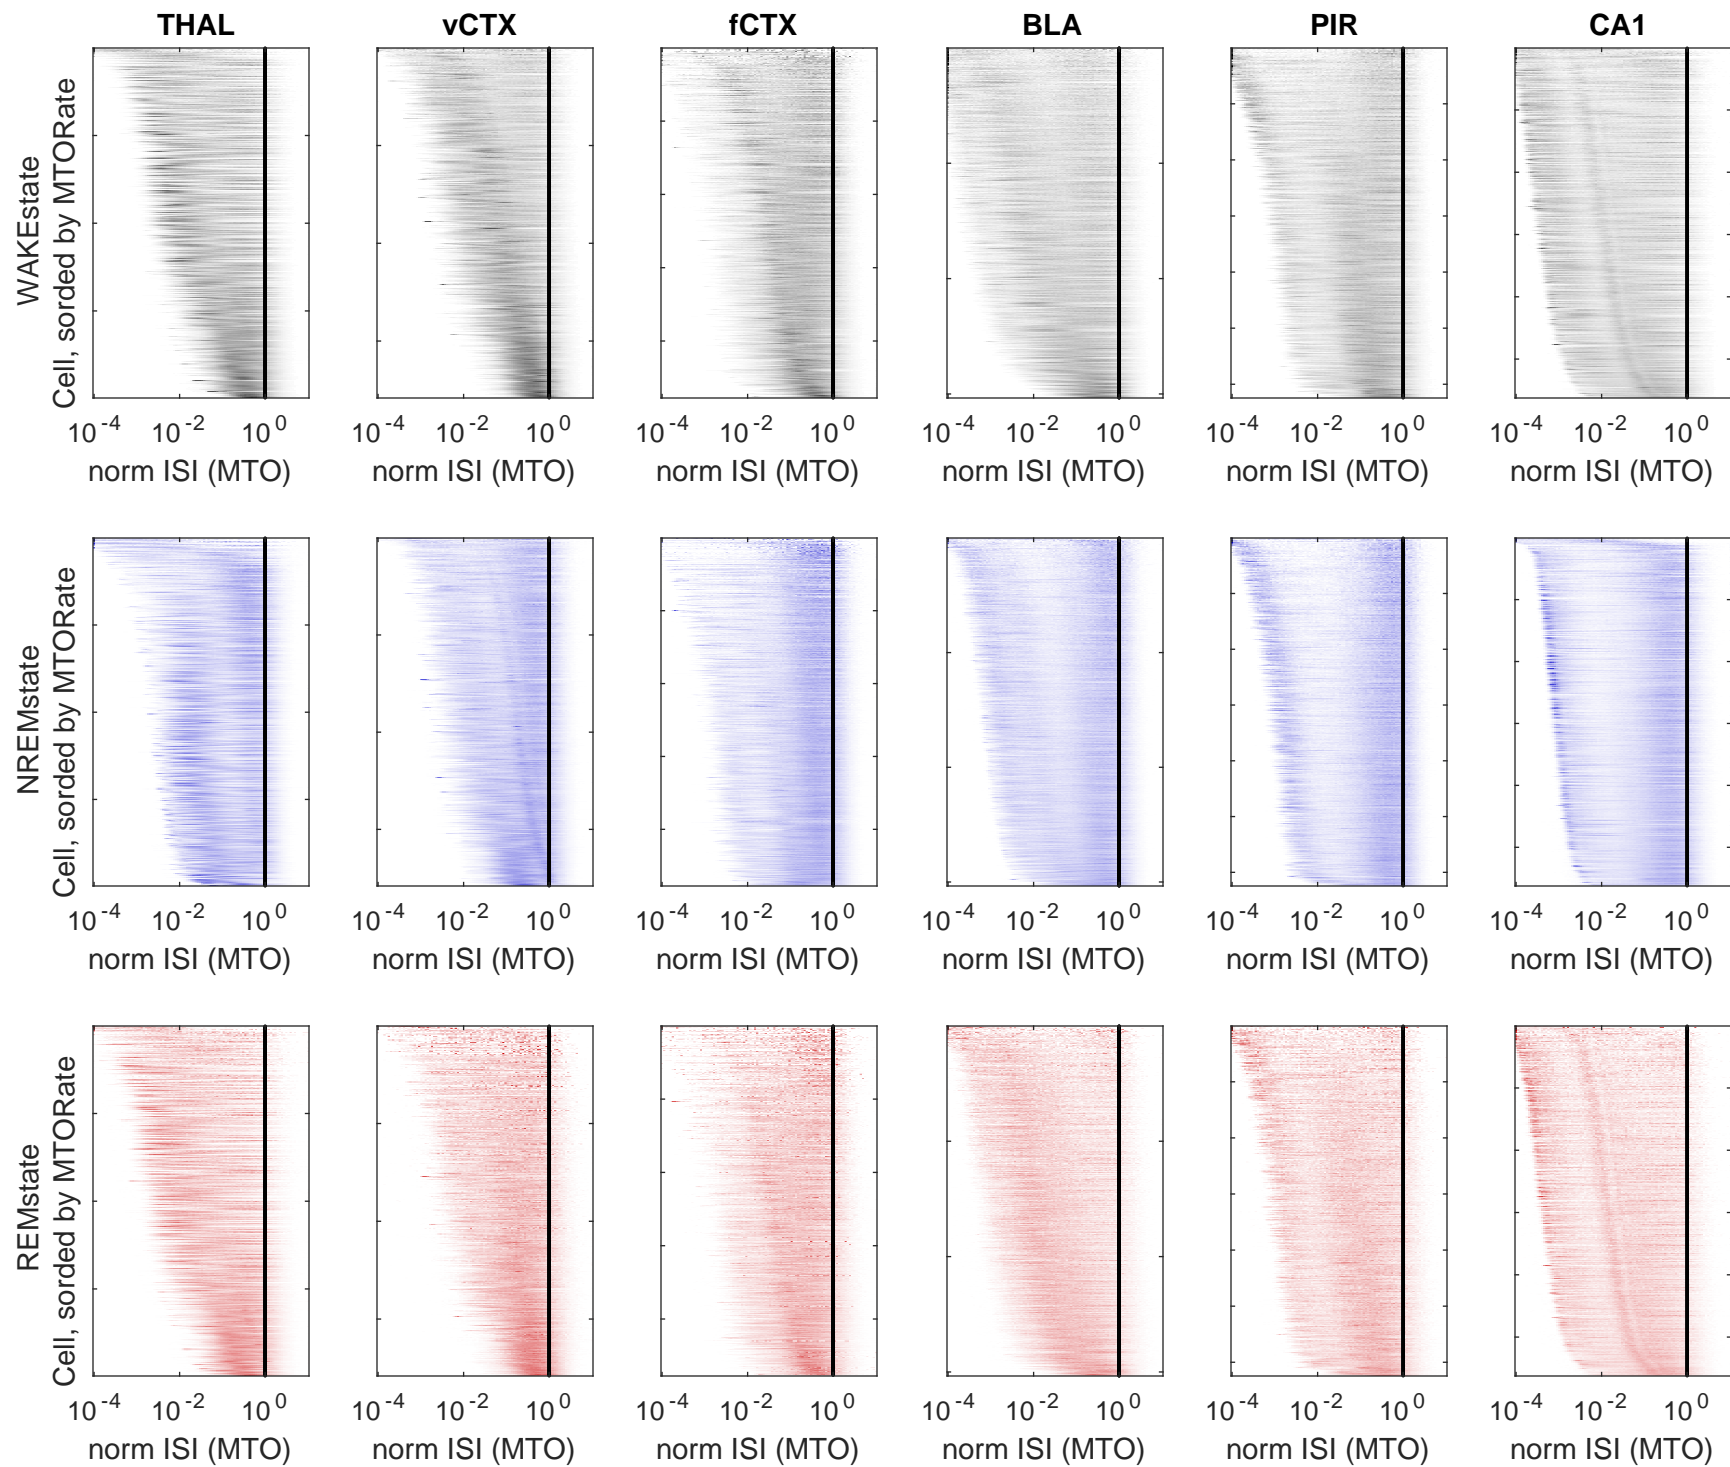 THAL vCTX fCTX BLA PIR CA1
WAKEstate
Cell, sorded by MTORate
10^-4 10^-2 10^0 10^-4 10^-2 10^0 10^-4 10^-2 10^0 10^-4 10^-2 10^0 10^-4 10^-2 10^0 10^-4 10^-2 10^0
norm ISI (MTO) norm ISI (MTO) norm ISI (MTO) norm ISI (MTO) norm ISI (MTO) norm ISI (MTO)
NREMstate
Cell, sorded by MTORate
10^-4 10^-2 10^0 10^-4 10^-2 10^0 10^-4 10^-2 10^0 10^-4 10^-2 10^0 10^-4 10^-2 10^0 10^-4 10^-2 10^0
norm ISI (MTO) norm ISI (MTO) norm ISI (MTO) norm ISI (MTO) norm ISI (MTO) norm ISI (MTO)
REMstate
Cell, sorded by MTORate
10^-4 10^-2 10^0 10^-4 10^-2 10^0 10^-4 10^-2 10^0 10^-4 10^-2 10^0 10^-4 10^-2 10^0 10^-4 10^-2 10^0
norm ISI (MTO) norm ISI (MTO) norm ISI (MTO) norm ISI (MTO) norm ISI (MTO) norm ISI (MTO)